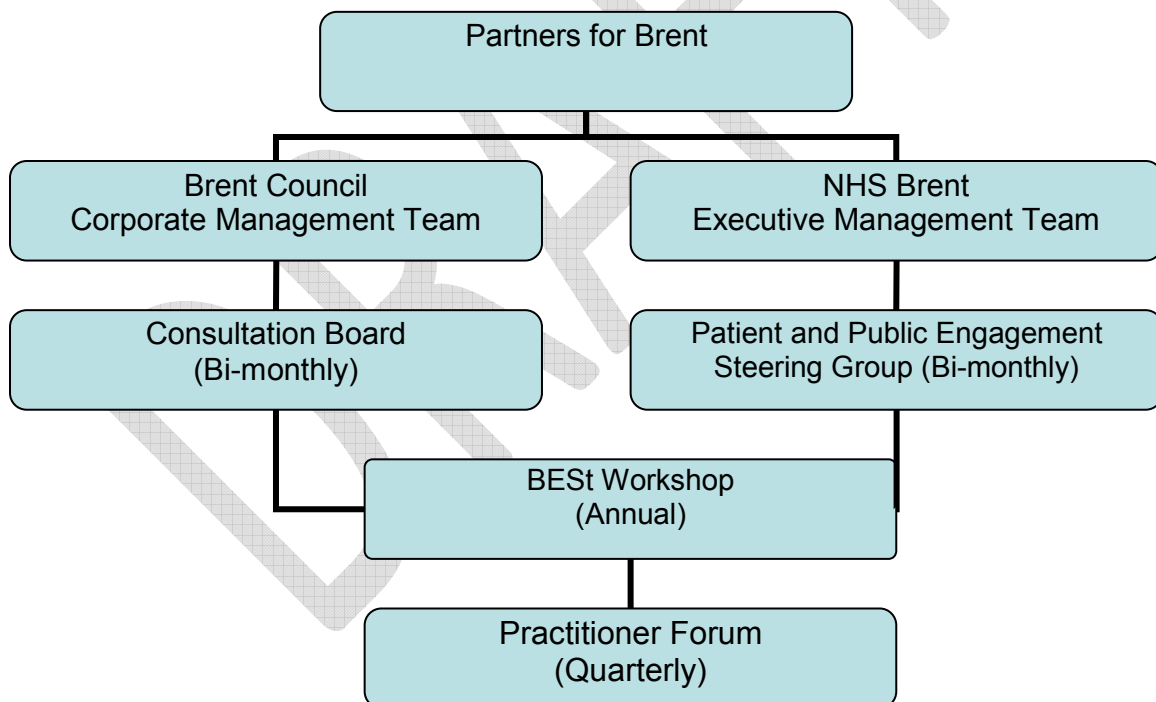 Partners for Brent
Brent Council
Corporate Management Team
NHS Brent
Executive Management Team
Consultation Board
(Bi-monthly)
Patient and Public Engagement
Steering Group (Bi-monthly)
BESt Workshop
(Annual)
Practitioner Forum
(Quarterly)